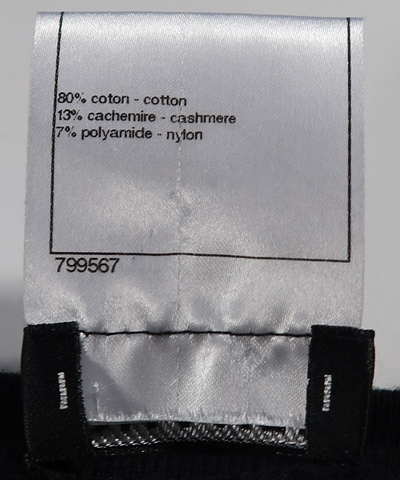 80% coton - cotton
13% cachemire - cashmere
7% polyamide - nylon
799567